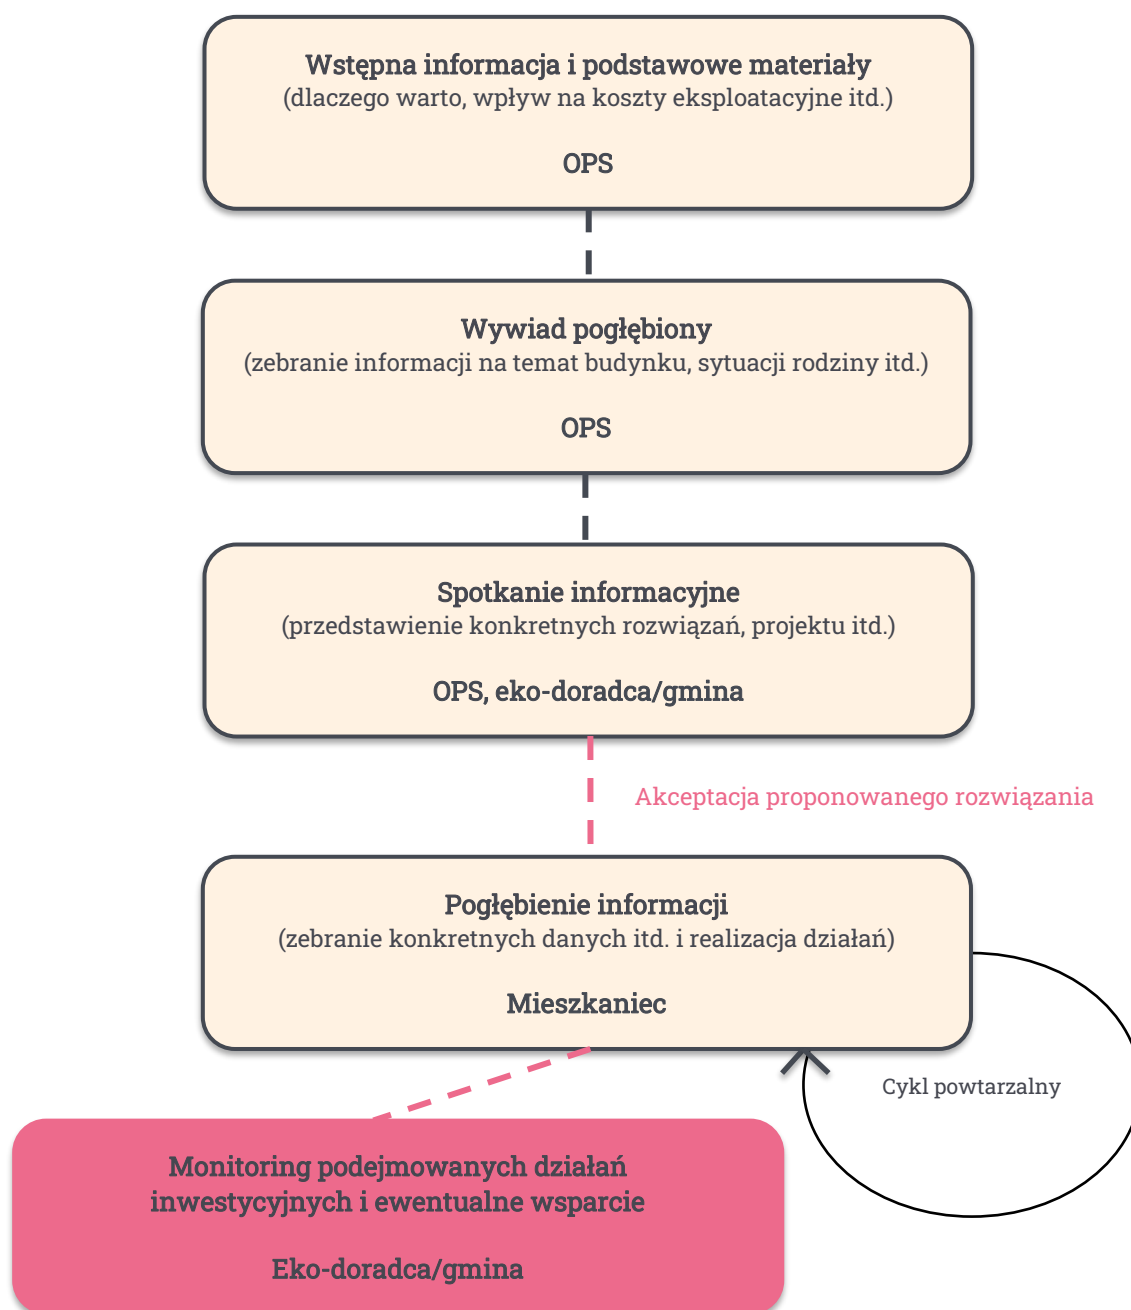 Wstępna informacja i podstawowe materiały
(dlaczego warto, wpływ na koszty eksploatacyjne itd.)
OPS
Wywiad pogłębiony
(zebranie informacji na temat budynku, sytuacji rodziny itd.)
OPS
Spotkanie informacyjne
(przedstawienie konkretnych rozwiązań, projektu itd.)
OPS, eko-doradca/gmina
Akceptacja proponowanego rozwiązania
Pogłębienie informacji
(zebranie konkretnych danych itd. i realizacja działań)
Mieszkaniec
Cykl powtarzalny
Monitoring podejmowanych działań
inwestycyjnych i ewentualne wsparcie
Eko-doradca/gmina